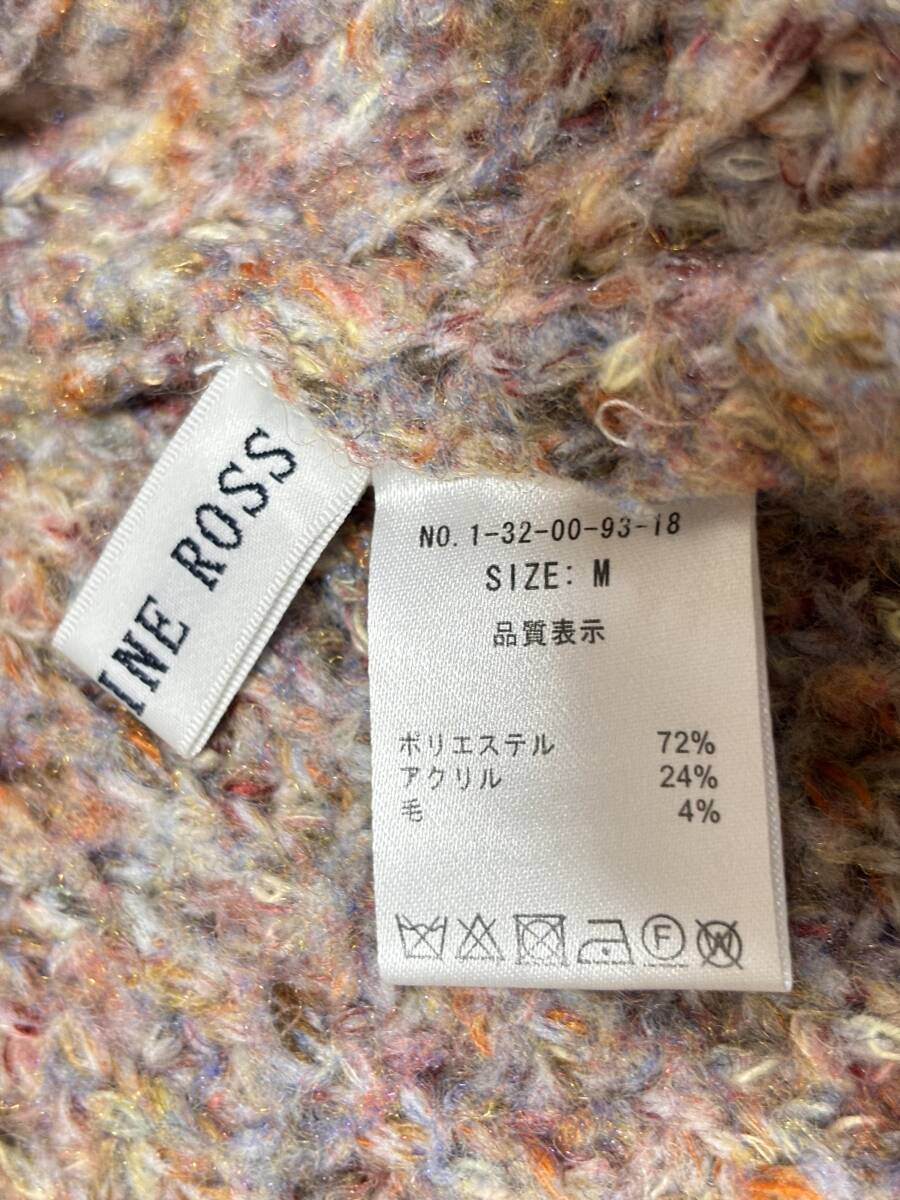 INE ROSS
NO. 1-32-00-93-18
SIZE: M
品質表示
ポリエステル 72%
アクリル 24%
毛 4%
F W